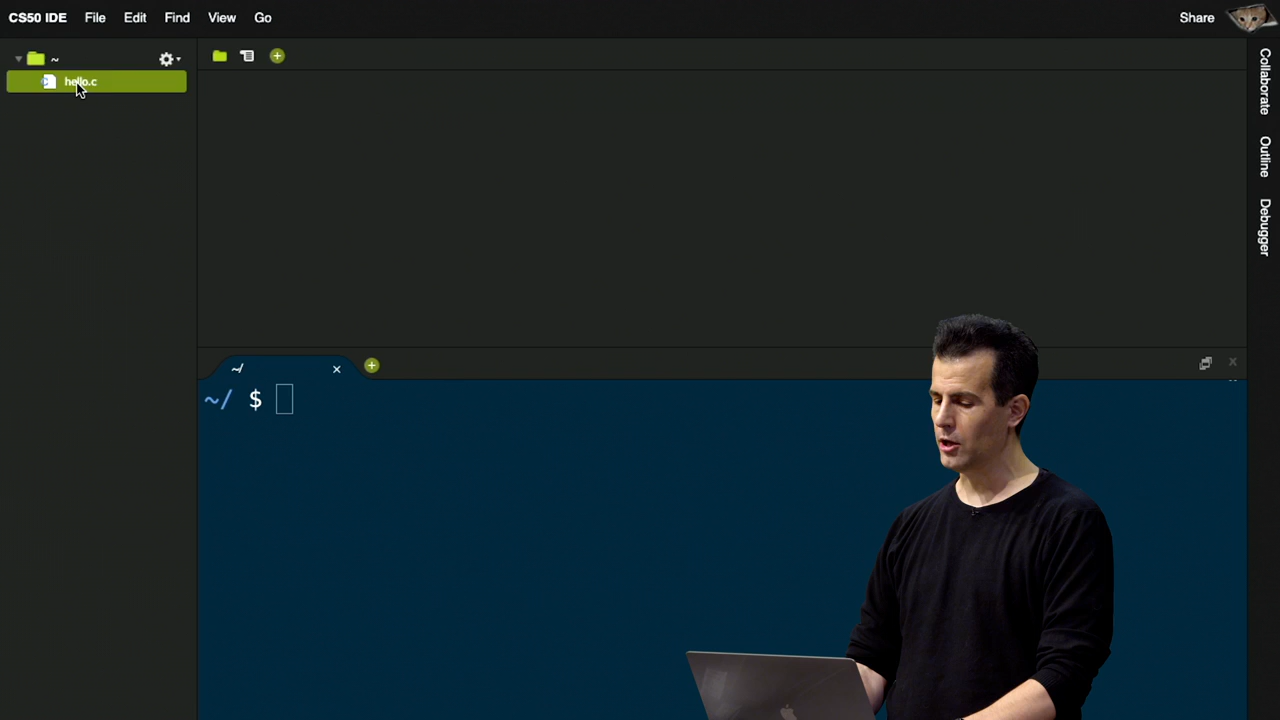 CS50 IDE File Edit Find View Go Share
~
hello.c
Collaborate
Outline
Debugger
~/
~/ $